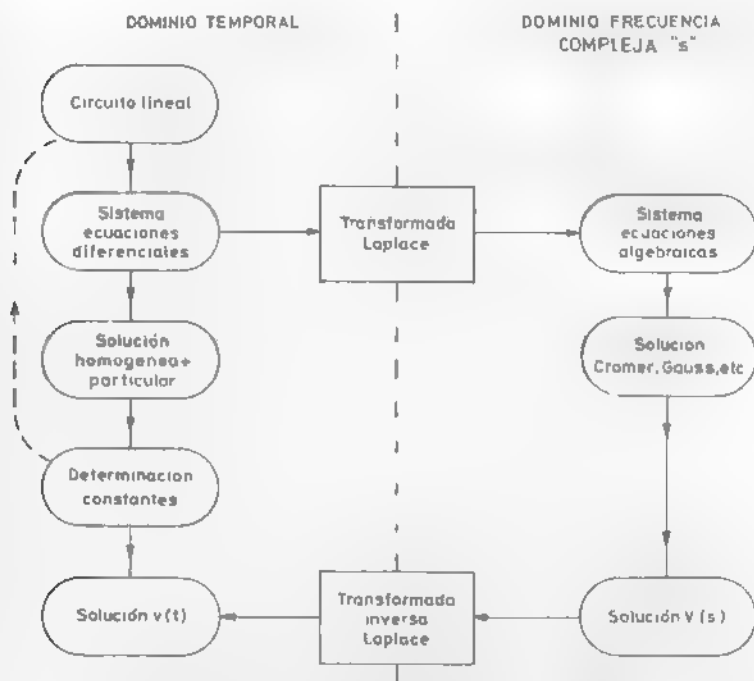 DOMINIO TEMPORAL
DOMINIO FRECUENCIA
COMPLEJA "s"
Circuito lineal
Sistema
ecuaciones
diferenciales
Transformada
Laplace
Sistema
ecuaciones
algebraicas
Solución
homogenea+
particular
Solucion
Cramer, Gauss, etc
Determinacion
constantes
Solución v(t)
Transformada
inversa
Laplace
Solución V(s)